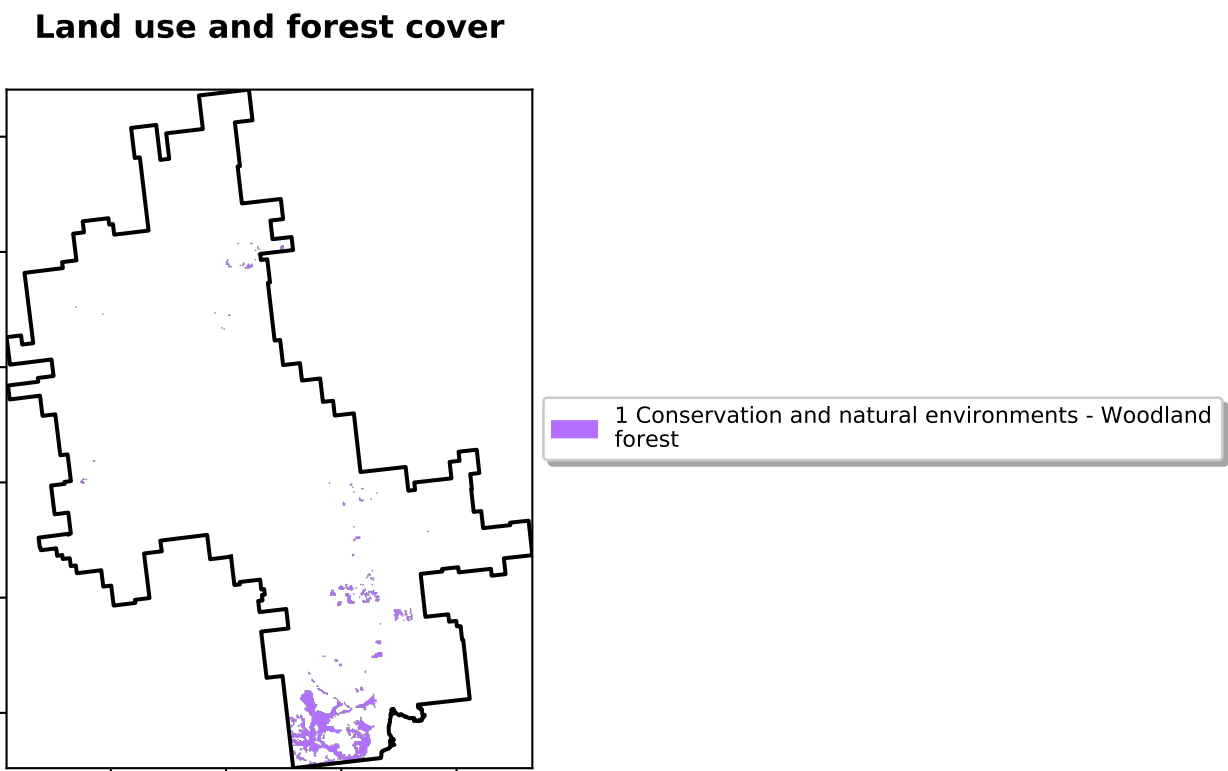 Land use and forest cover
1 Conservation and natural environments - Woodland
forest